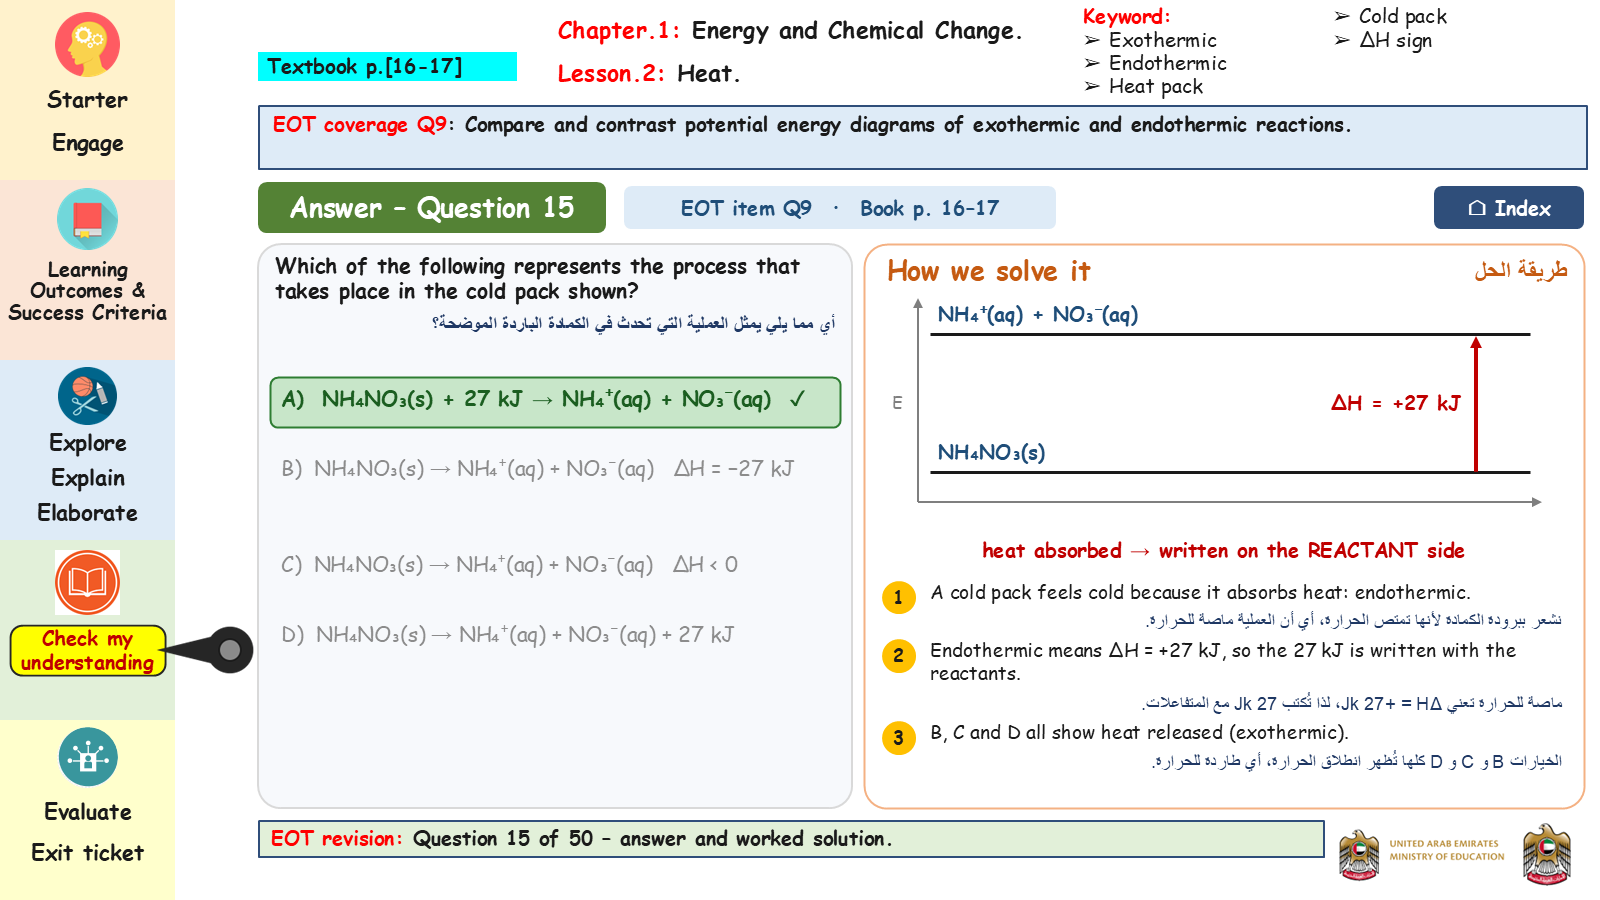 Starter
Engage
Learning
Outcomes &
Success Criteria
Explore
Explain
Elaborate
Check my
understanding
Evaluate
Exit ticket
Textbook p.[16-17]
Chapter.1: Energy and Chemical Change.
Lesson.2: Heat.
Keyword:
➢ Exothermic
➢ Endothermic
➢ Heat pack
➢ Cold pack
➢ ΔH sign
EOT coverage Q9: Compare and contrast potential energy diagrams of exothermic and endothermic reactions.
Answer – Question 15
EOT item Q9 · Book p. 16–17
⌂ Index
Which of the following represents the process that
takes place in the cold pack shown?
أي مما يلي يمثل العملية التي تحدث في الكمادة الباردة الموضحة؟
A) NH₄NO₃(s) + 27 kJ → NH₄⁺(aq) + NO₃⁻(aq) ✓
B) NH₄NO₃(s) → NH₄⁺(aq) + NO₃⁻(aq) ΔH = −27 kJ
C) NH₄NO₃(s) → NH₄⁺(aq) + NO₃⁻(aq) ΔH < 0
D) NH₄NO₃(s) → NH₄⁺(aq) + NO₃⁻(aq) + 27 kJ
How we solve it
طريقة الحل
NH₄⁺(aq) + NO₃⁻(aq)
E
ΔH = +27 kJ
NH₄NO₃(s)
heat absorbed → written on the REACTANT side
1 A cold pack feels cold because it absorbs heat: endothermic.
نشعر ببرودة الكمادة لأنها تمتص الحرارة، أي أن العملية ماصة للحرارة.
2 Endothermic means ΔH = +27 kJ, so the 27 kJ is written with the
reactants.
ماصة للحرارة تعني ΔH = +27 kJ، لذا تُكتب 27 kJ مع المتفاعلات.
3 B, C and D all show heat released (exothermic).
الخيارات B و C و D كلها تُظهر انطلاق الحرارة، أي طاردة للحرارة.
EOT revision: Question 15 of 50 – answer and worked solution.
UNITED ARAB EMIRATES
MINISTRY OF EDUCATION